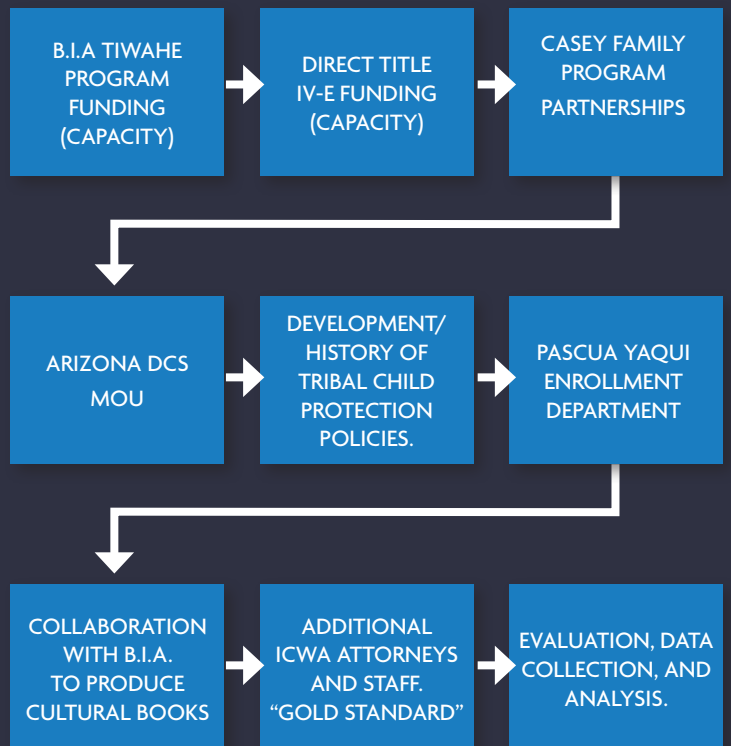 B.I.A TIWAHE
PROGRAM
FUNDING
(CAPACITY)
DIRECT TITLE
IV-E FUNDING
(CAPACITY)
CASEY FAMILY
PROGRAM
PARTNERSHIPS
ARIZONA DCS
MOU
DEVELOPMENT/
HISTORY OF
TRIBAL CHILD
PROTECTION
POLICIES.
PASCUA YAQUI
ENROLLMENT
DEPARTMENT
COLLABORATION
WITH B.I.A.
TO PRODUCE
CULTURAL BOOKS
ADDITIONAL
ICWA ATTORNEYS
AND STAFF.
“GOLD STANDARD”
EVALUATION, DATA
COLLECTION, AND
ANALYSIS.